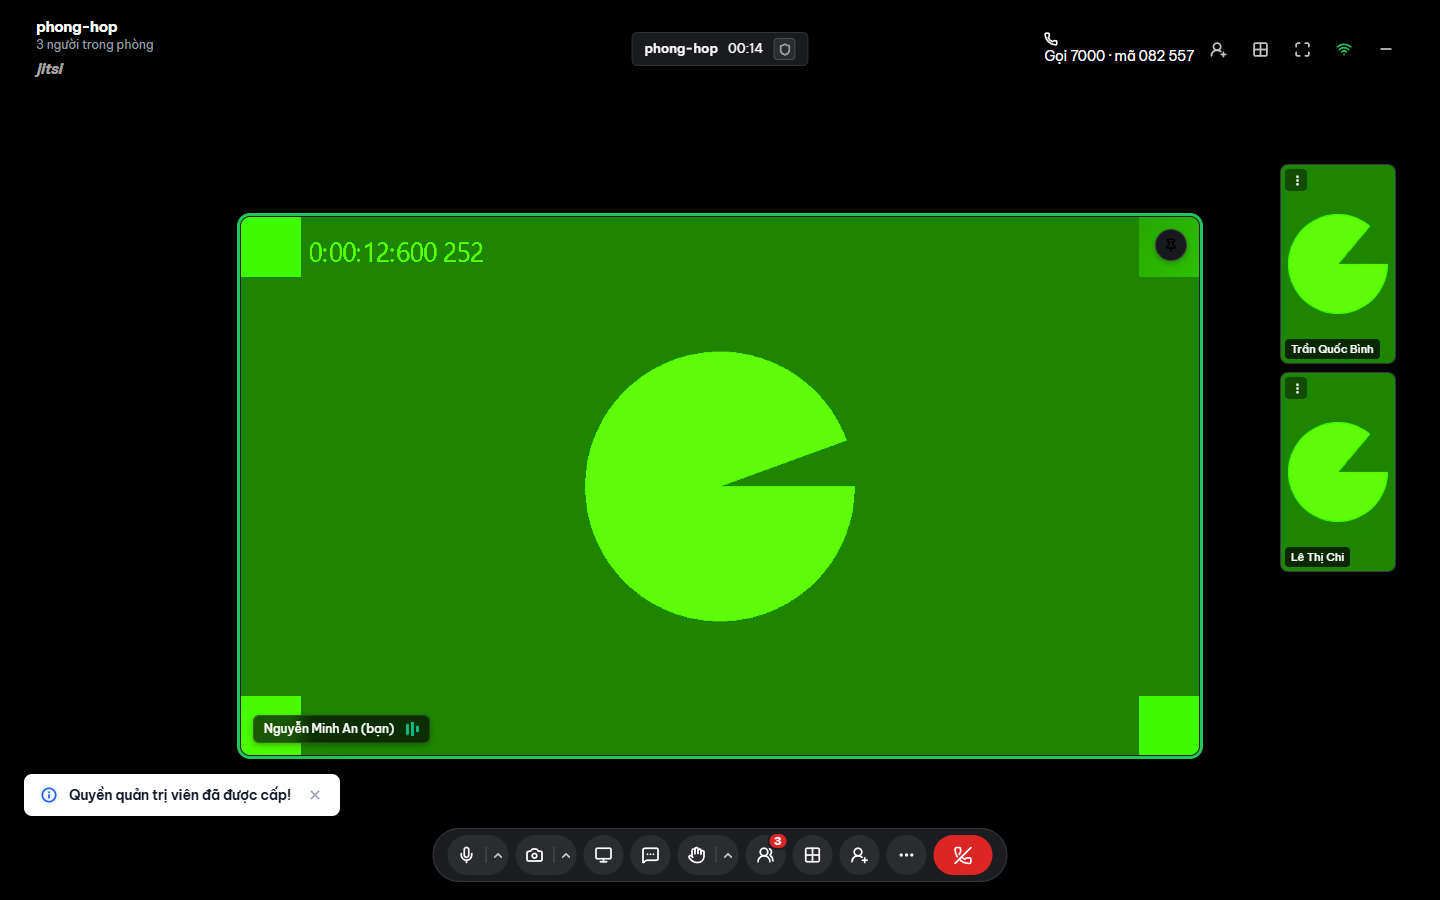 phong-hop
3 người trong phòng
jitsi
phong-hop 00:14
Gọi 7000 · mã 082 557
0:00:12:600 252
Trần Quốc Bình
Lê Thị Chi
Nguyễn Minh An (bạn)
Quyền quản trị viên đã được cấp!
3